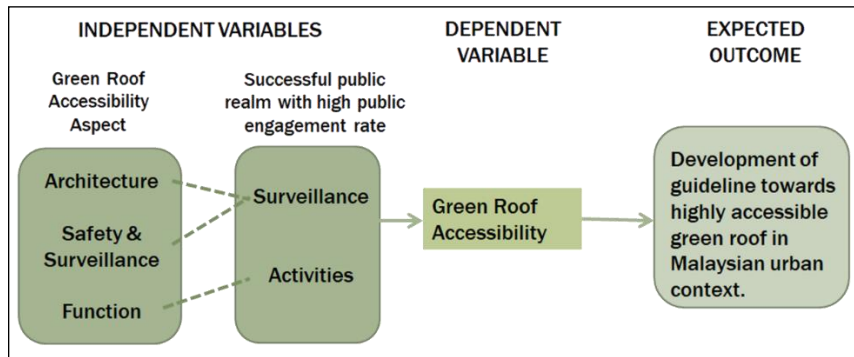 INDEPENDENT VARIABLES
DEPENDENT
VARIABLE
EXPECTED
OUTCOME
Green Roof
Accessibility
Aspect
Successful public
realm with high public
engagement rate
Architecture
Safety &
Surveillance
Function
Surveillance
Activities
Green Roof
Accessibility
Development of
guideline towards
highly accessible
green roof in
Malaysian urban
context.